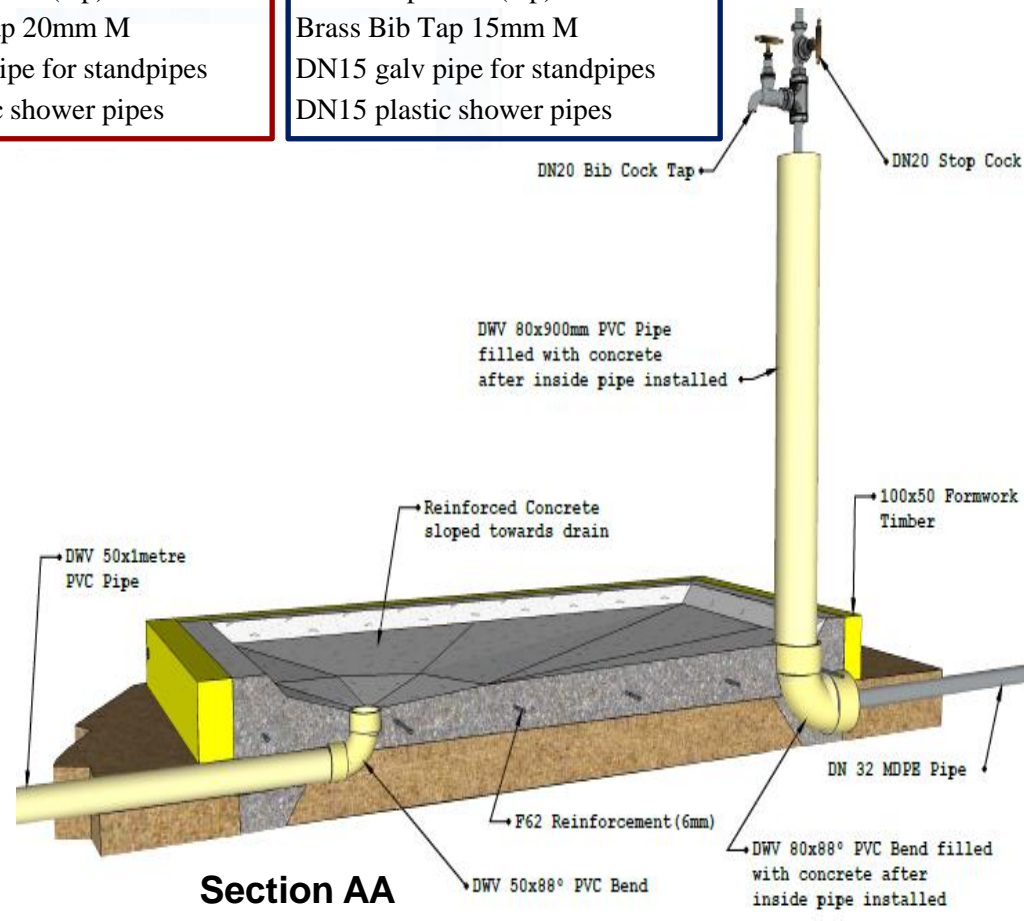 ap 20mm M
ipe for standpipes
c shower pipes
Brass Bib Tap 15mm M
DN15 galv pipe for standpipes
DN15 plastic shower pipes
DN20 Bib Cock Tap
DN20 Stop Cock
DWV 80x900mm PVC Pipe
filled with concrete
after inside pipe installed
Reinforced Concrete
sloped towards drain
100x50 Formwork
Timber
DWV 50x1metre
PVC Pipe
DN 32 MDPE Pipe
F62 Reinforcement(6mm)
DWV 80x88° PVC Bend filled
with concrete after
inside pipe installed
Section AA
DWV 50x88° PVC Bend